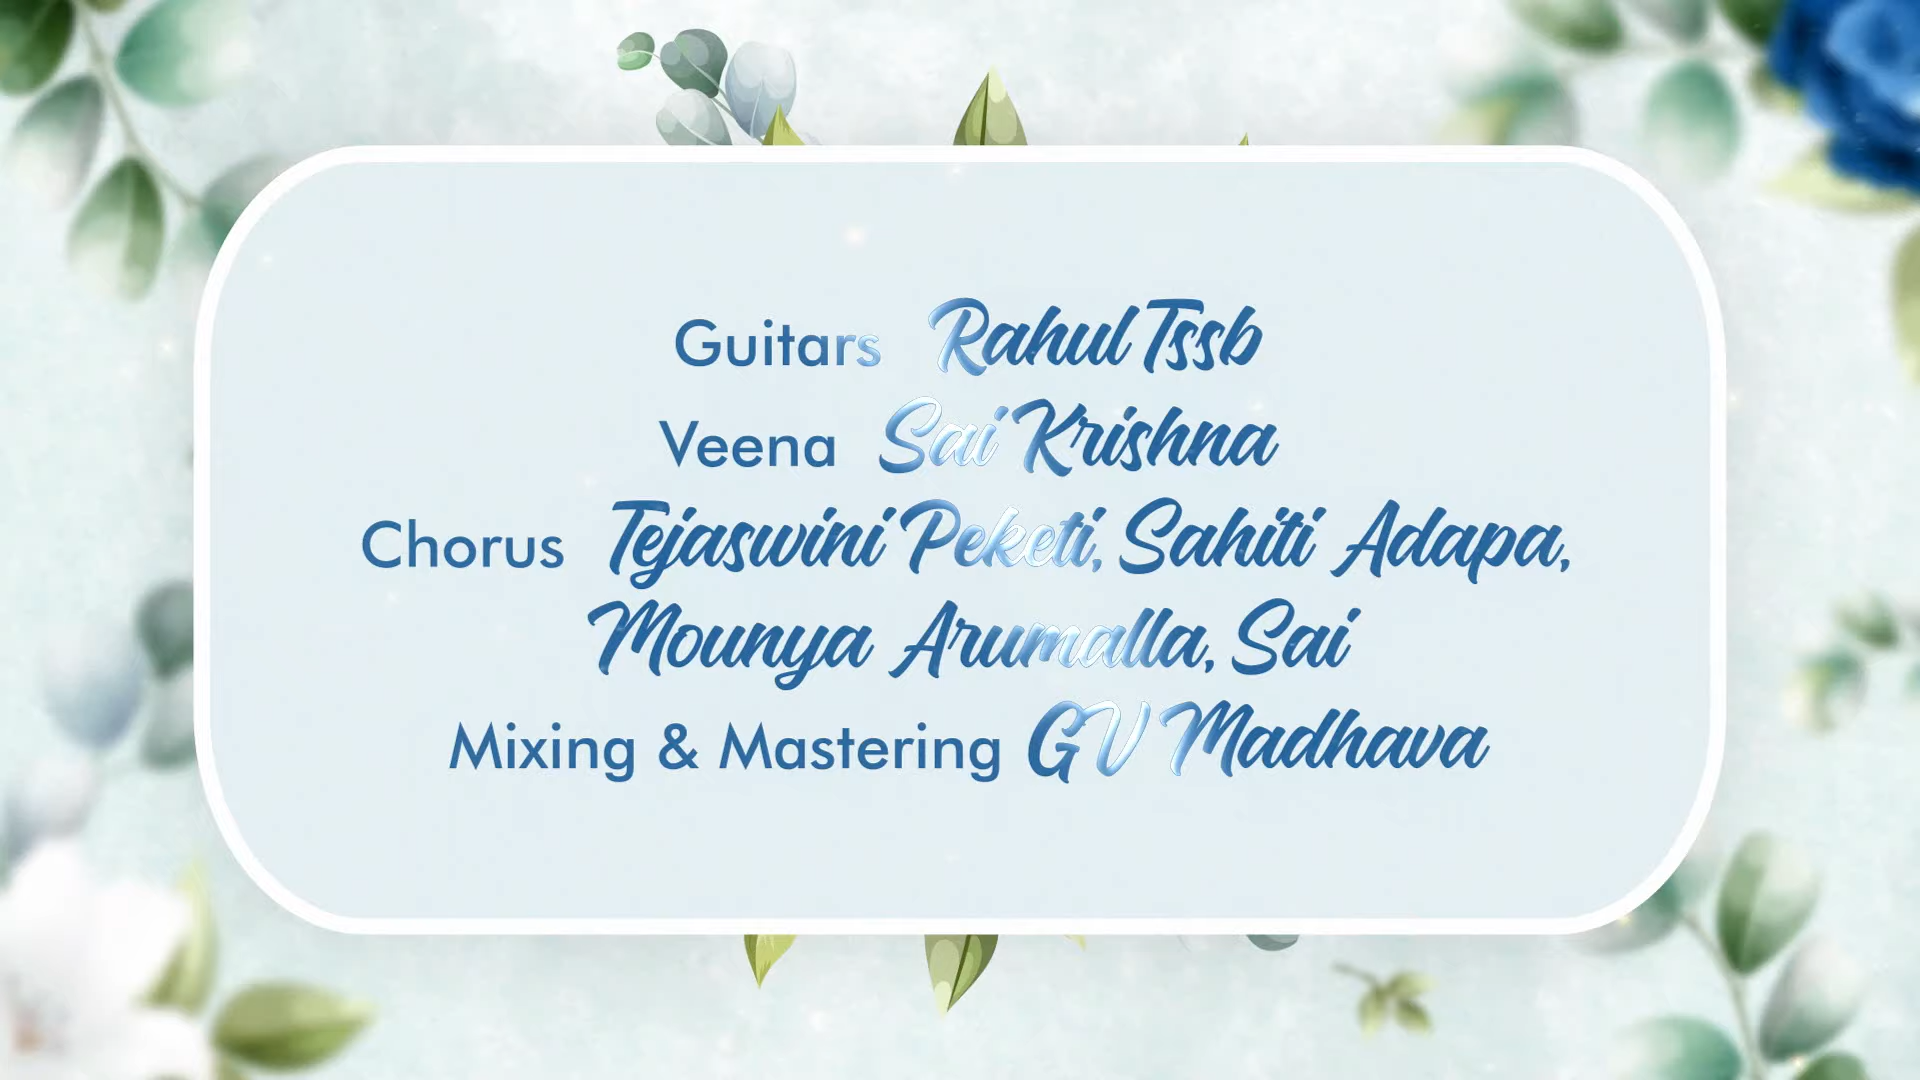 Guitars Rahul Tssb
Veena Sai Krishna
Chorus Tejaswini Peketi, Sahiti Adapa,
Mounya Arumalla, Sai
Mixing & Mastering GV Madhava